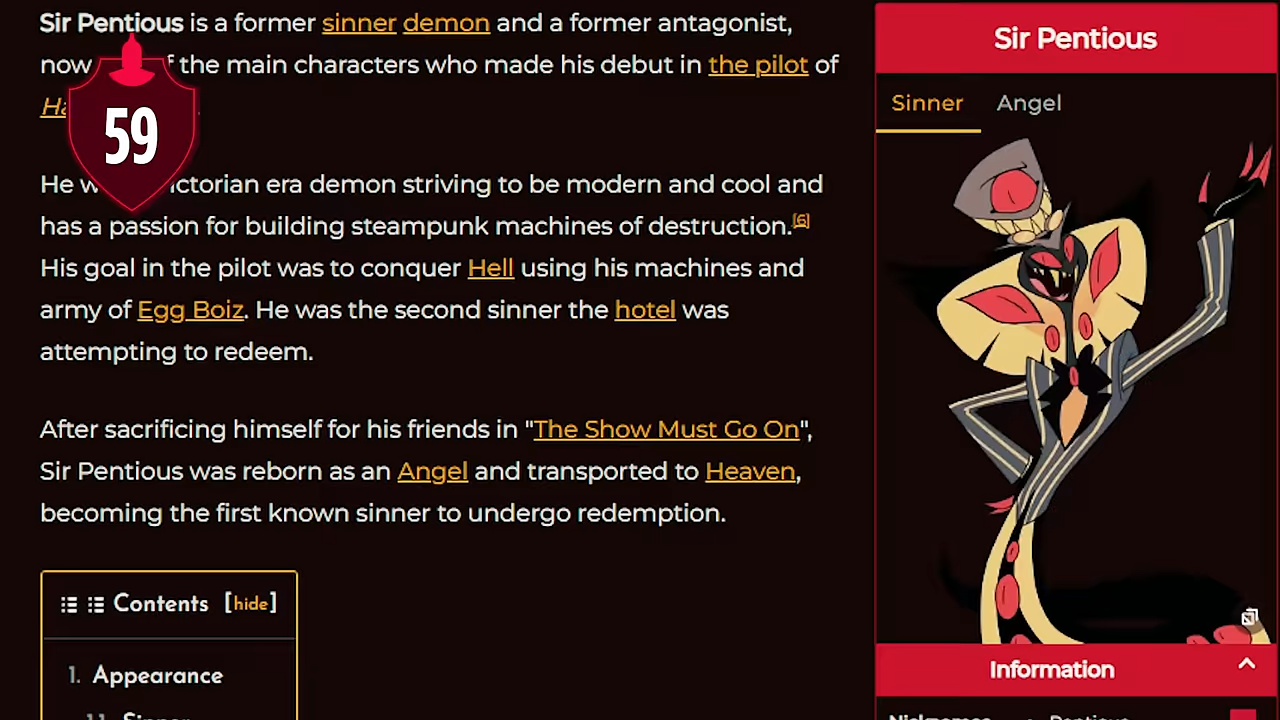 Sir Pentious is a former sinner demon and a former antagonist,
now f the main characters who made his debut in the pilot of
Ha
59
He w ictorian era demon striving to be modern and cool and
has a passion for building steampunk machines of destruction.[6]
His goal in the pilot was to conquer Hell using his machines and
army of Egg Boiz. He was the second sinner the hotel was
attempting to redeem.
After sacrificing himself for his friends in "The Show Must Go On",
Sir Pentious was reborn as an Angel and transported to Heaven,
becoming the first known sinner to undergo redemption.
Contents [hide]
1. Appearance
1.1 Sinner
Sir Pentious
Sinner Angel
Information
Nicknames Pentious